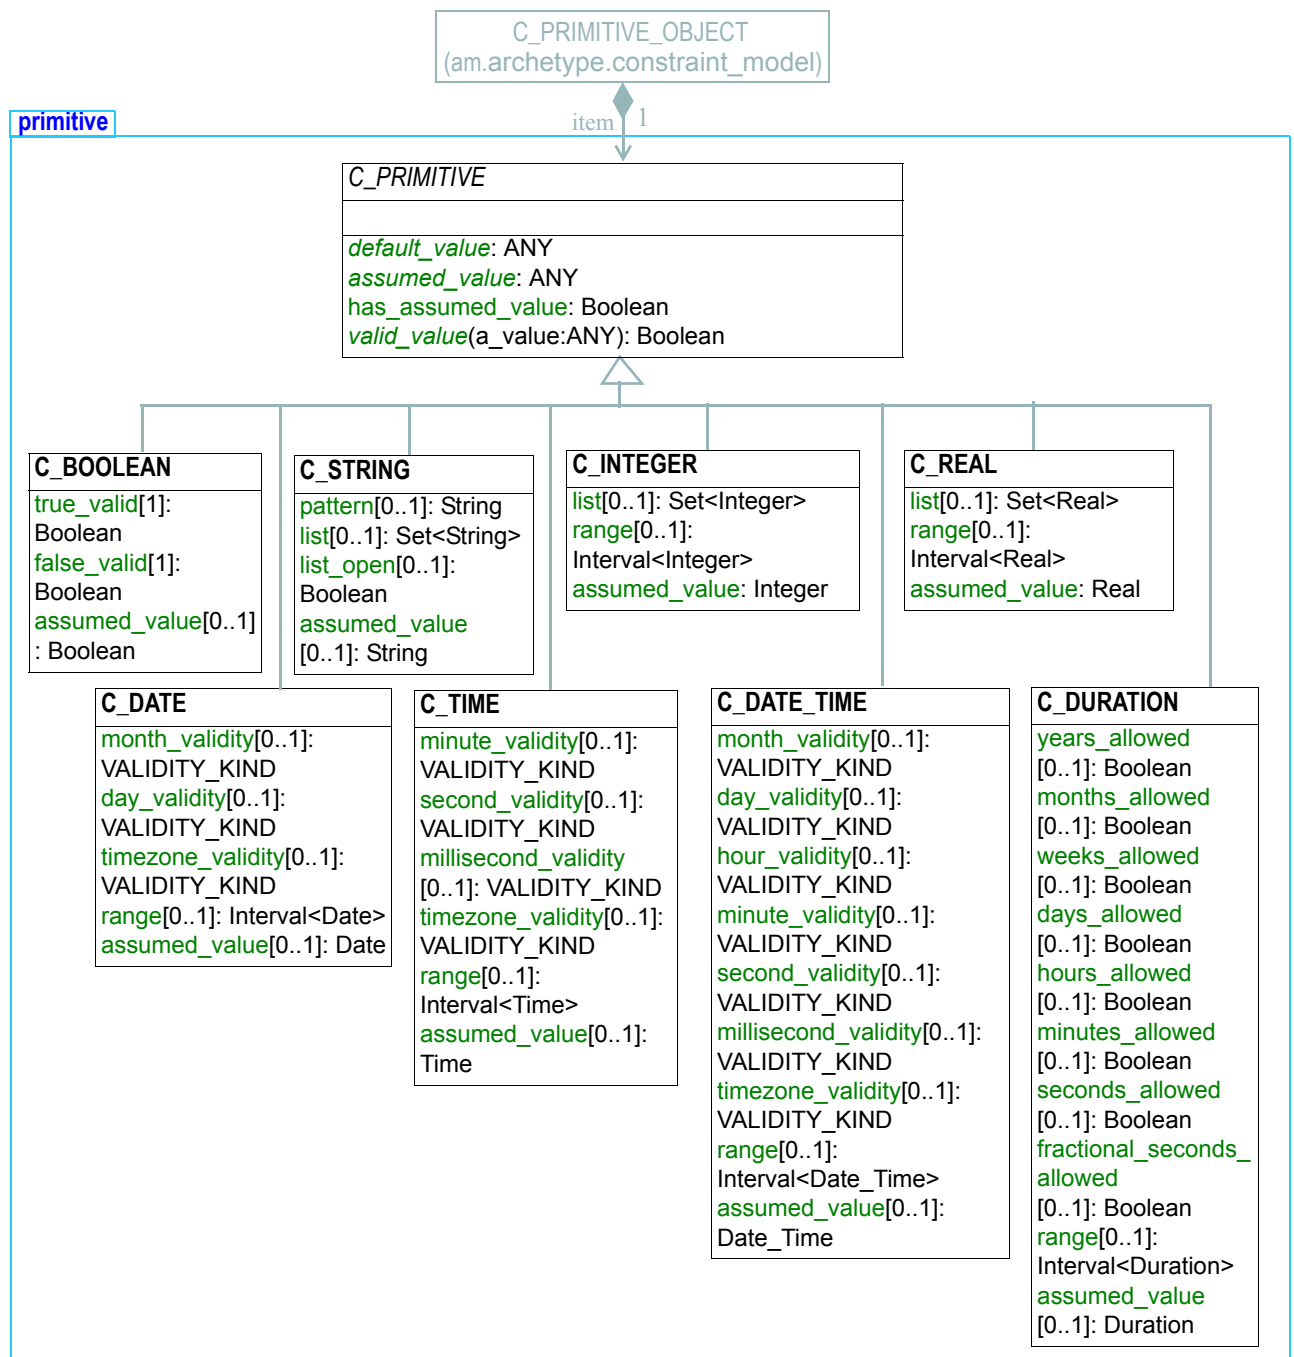 C_PRIMITIVE_OBJECT
(am.archetype.constraint_model)
primitive
item 1
C_PRIMITIVE
default_value: ANY
assumed_value: ANY
has_assumed_value: Boolean
valid_value(a_value:ANY): Boolean
C_BOOLEAN
true_valid[1]:
Boolean
false_valid[1]:
Boolean
assumed_value[0..1]
: Boolean
C_STRING
pattern[0..1]: String
list[0..1]: Set<String>
list_open[0..1]:
Boolean
assumed_value
[0..1]: String
C_INTEGER
list[0..1]: Set<Integer>
range[0..1]:
Interval<Integer>
assumed_value: Integer
C_REAL
list[0..1]: Set<Real>
range[0..1]:
Interval<Real>
assumed_value: Real
C_DATE
month_validity[0..1]:
VALIDITY_KIND
day_validity[0..1]:
VALIDITY_KIND
timezone_validity[0..1]:
VALIDITY_KIND
range[0..1]: Interval<Date>
assumed_value[0..1]: Date
C_TIME
minute_validity[0..1]:
VALIDITY_KIND
second_validity[0..1]:
VALIDITY_KIND
millisecond_validity
[0..1]: VALIDITY_KIND
timezone_validity[0..1]:
VALIDITY_KIND
range[0..1]:
Interval<Time>
assumed_value[0..1]:
Time
C_DATE_TIME
month_validity[0..1]:
VALIDITY_KIND
day_validity[0..1]:
VALIDITY_KIND
hour_validity[0..1]:
VALIDITY_KIND
minute_validity[0..1]:
VALIDITY_KIND
second_validity[0..1]:
VALIDITY_KIND
millisecond_validity[0..1]:
VALIDITY_KIND
timezone_validity[0..1]:
VALIDITY_KIND
range[0..1]:
Interval<Date_Time>
assumed_value[0..1]:
Date_Time
C_DURATION
years_allowed
[0..1]: Boolean
months_allowed
[0..1]: Boolean
weeks_allowed
[0..1]: Boolean
days_allowed
[0..1]: Boolean
hours_allowed
[0..1]: Boolean
minutes_allowed
[0..1]: Boolean
seconds_allowed
[0..1]: Boolean
fractional_seconds_
allowed
[0..1]: Boolean
range[0..1]:
Interval<Duration>
assumed_value
[0..1]: Duration